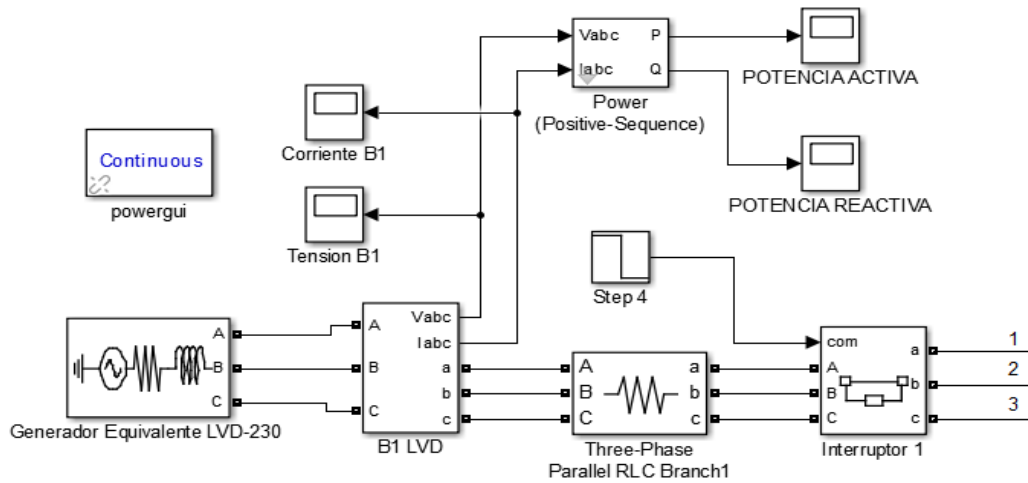 Vabc
P
Iabc
Q
Power
(Positive-Sequence)
POTENCIA ACTIVA
Corriente B1
Continuous
powergui
POTENCIA REACTIVA
Tension B1
Step 4
A
B
C
Generador Equivalente LVD-230
A
B
C
Vabc
Iabc
a
b
c
B1 LVD
A
B
C
a
b
c
Three-Phase
Parallel RLC Branch1
com
A
B
C
a
b
c
Interruptor 1
1
2
3